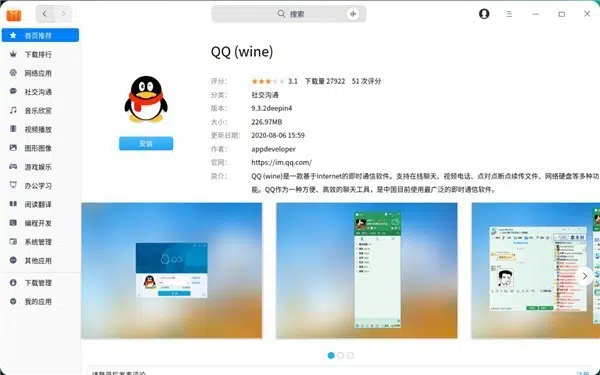 搜索
首页推荐
下载排行
网络应用
社交沟通
音乐欣赏
视频播放
图形图像
游戏娱乐
办公学习
阅读翻译
编程开发
系统管理
其他应用
下载管理
我的应用
QQ (wine)
安装
评分： 3.1 下载量 27922 51 次评分
分类： 社交沟通
版本： 9.3.2deepin4
大小： 226.97MB
更新日期： 2020-08-06 15:59
作者： appdeveloper
官网： https://im.qq.com/
简介： QQ (wine)是一款基于Internet的即时通信软件。支持在线聊天、视频电话、点对点断点续传文件、网络硬盘等多种功
能。QQ作为一种方便、高效的聊天工具，是中国目前使用最广泛的即时通信软件。
QQ